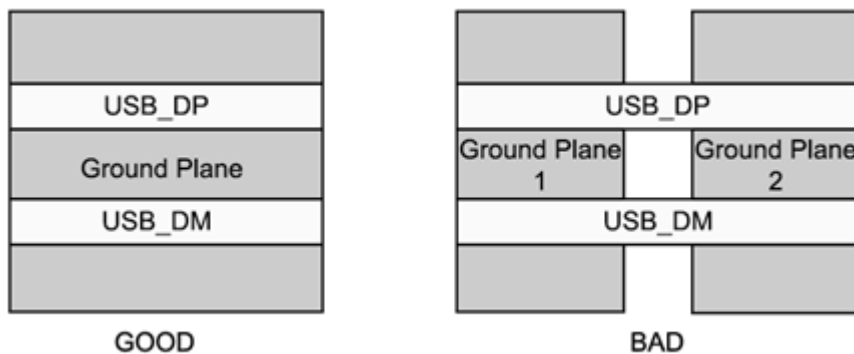 USB_DP
Ground Plane
USB_DM
GOOD
USB_DP
Ground Plane
1
Ground Plane
2
USB_DM
BAD